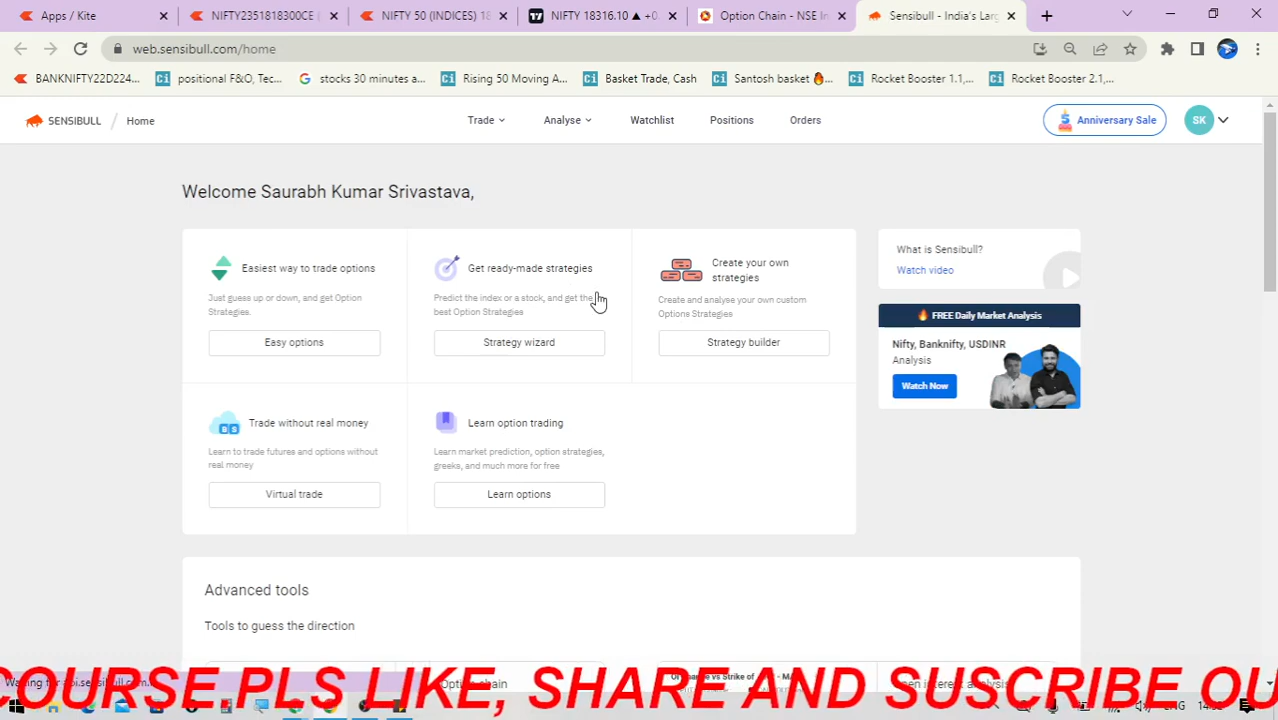 Apps / Kite
NIFTY2351818300CE (
NIFTY 50 (INDICES) 18
NIFTY 18316.10 ▲ +0.
Option Chain - NSE In
Sensibull - India's Larg
web.sensibull.com/home
BANKNIFTY22D224...
positional F&O, Tec...
stocks 30 minutes a...
Rising 50 Moving A...
Basket Trade, Cash
Santosh basket 🔥...
Rocket Booster 1.1,...
Rocket Booster 2.1,...
SENSIBULL / Home
Trade
Analyse
Watchlist
Positions
Orders
Anniversary Sale
SK
Welcome Saurabh Kumar Srivastava,
Easiest way to trade options
Just guess up or down, and get Option
Strategies.
Easy options
Get ready-made strategies
Predict the index or a stock, and get the
best Option Strategies
Strategy wizard
Create your own
strategies
Create and analyse your own custom
Options Strategies
Strategy builder
What is Sensibull?
Watch video
🔥 FREE Daily Market Analysis
Nifty, Banknifty, USDINR
Analysis
Watch Now
Trade without real money
Learn to trade futures and options without
real money
Virtual trade
Learn option trading
Learn market prediction, option strategies,
greeks, and much more for free
Learn options
Advanced tools
Tools to guess the direction
Option chain
COURSE.PLS LIKE, SHARE AND SUSCRIBE OU
ENG